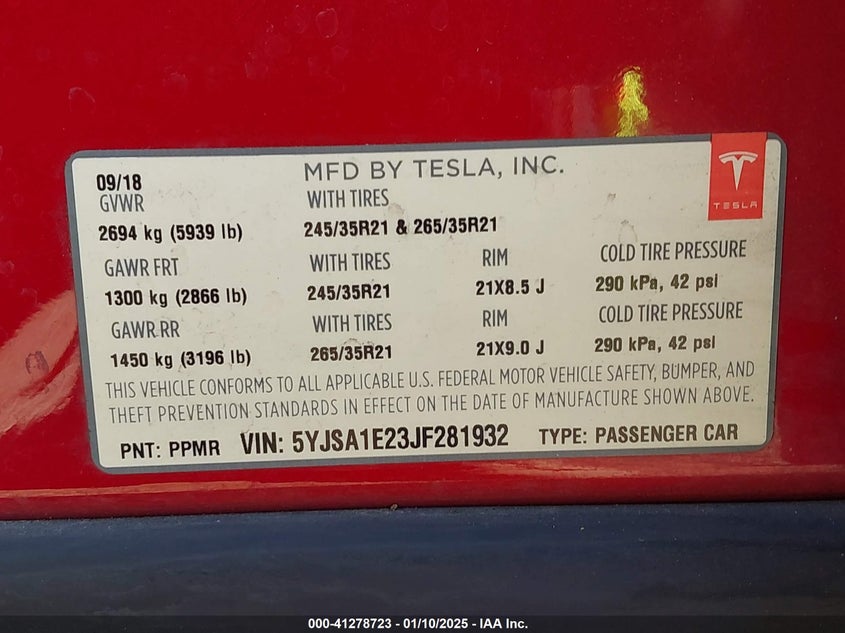 09/18 MFD BY TESLA, INC.
TESLA
GVWR WITH TIRES
2694 kg (5939 lb) 245/35R21 & 265/35R21
GAWR FRT WITH TIRES RIM COLD TIRE PRESSURE
1300 kg (2866 lb) 245/35R21 21X8.5 J 290 kPa, 42 psi
GAWR RR WITH TIRES RIM COLD TIRE PRESSURE
1450 kg (3196 lb) 265/35R21 21X9.0 J 290 kPa, 42 psi
THIS VEHICLE CONFORMS TO ALL APPLICABLE U.S. FEDERAL MOTOR VEHICLE SAFETY, BUMPER, AND
THEFT PREVENTION STANDARDS IN EFFECT ON THE DATE OF MANUFACTURE SHOWN ABOVE.
PNT: PPMR VIN: 5YJSA1E23JF281932 TYPE: PASSENGER CAR
000-41278723 - 01/10/2025 - IAA Inc.